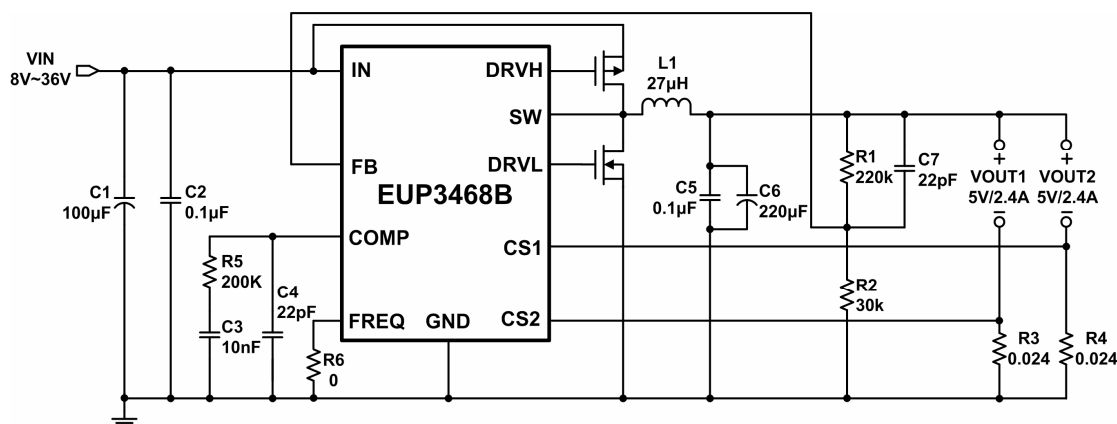 VIN
8V~36V
C1
100µF
C2
0.1µF
R5
200K
C3
10nF
C4
22pF
R6
0
IN
FB
COMP
FREQ
GND
EUP3468B
DRVH
SW
DRVL
CS1
CS2
L1
27µH
C5
0.1µF
C6
220µF
R1
220k
C7
22pF
R2
30k
+
VOUT1
5V/2.4A
−
+
VOUT2
5V/2.4A
−
R3
0.024
R4
0.024